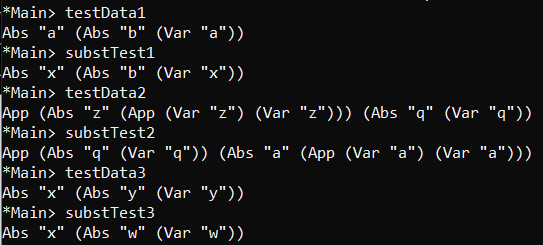 *Main> testData1
Abs "a" (Abs "b" (Var "a"))
*Main> substTest1
Abs "x" (Abs "b" (Var "x"))
*Main> testData2
App (Abs "z" (App (Var "z") (Var "z"))) (Abs "q" (Var "q"))
*Main> substTest2
App (Abs "q" (Var "q")) (Abs "a" (App (Var "a") (Var "a")))
*Main> testData3
Abs "x" (Abs "y" (Var "y"))
*Main> substTest3
Abs "x" (Abs "w" (Var "w"))